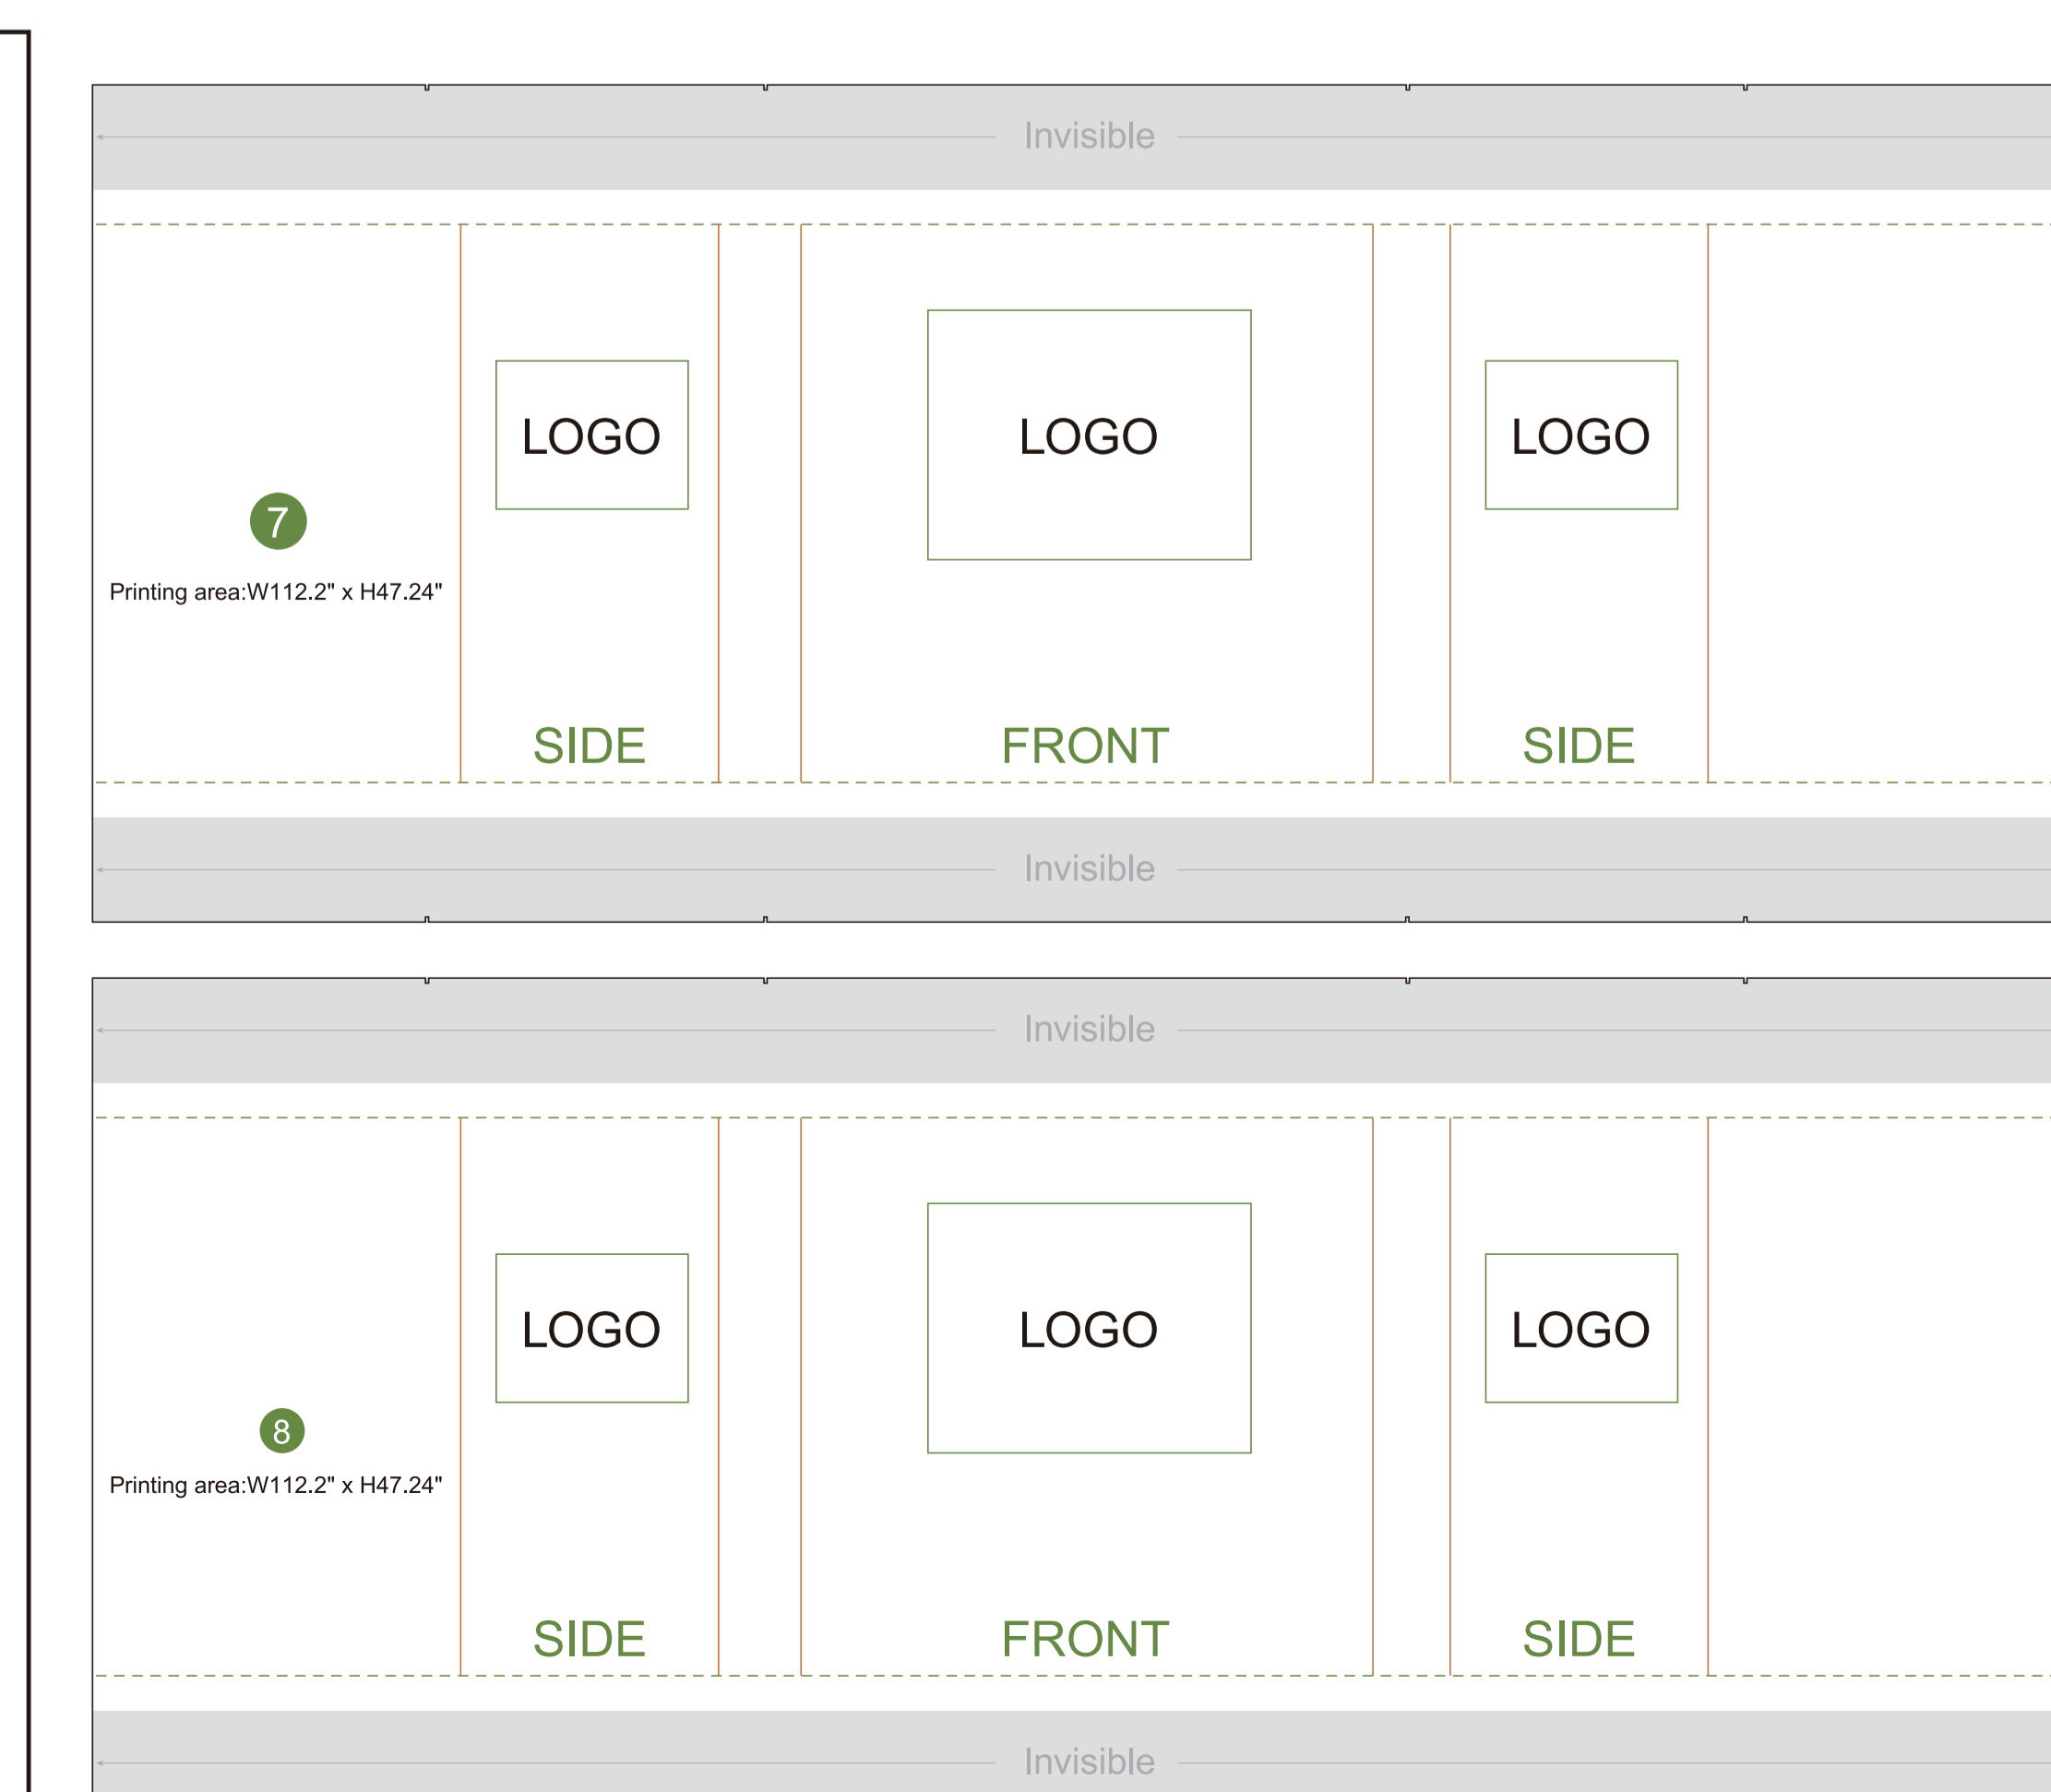 Invisible
LOGO
LOGO
LOGO
7
Printing area:W112.2" x H47.24"
SIDE
FRONT
SIDE
Invisible
Invisible
LOGO
LOGO
LOGO
8
Printing area:W112.2" x H47.24"
SIDE
FRONT
SIDE
Invisible